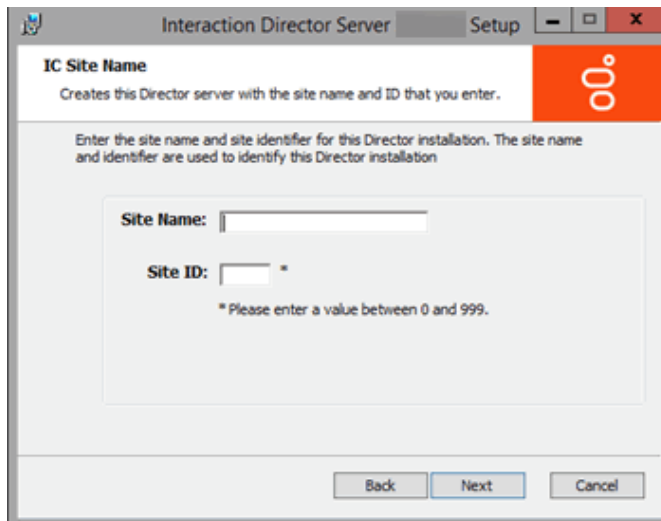 Interaction Director Server Setup
IC Site Name
Creates this Director server with the site name and ID that you enter.
Enter the site name and site identifier for this Director installation. The site name
and identifier are used to identify this Director installation
Site Name:
Site ID: *
* Please enter a value between 0 and 999.
Back Next Cancel